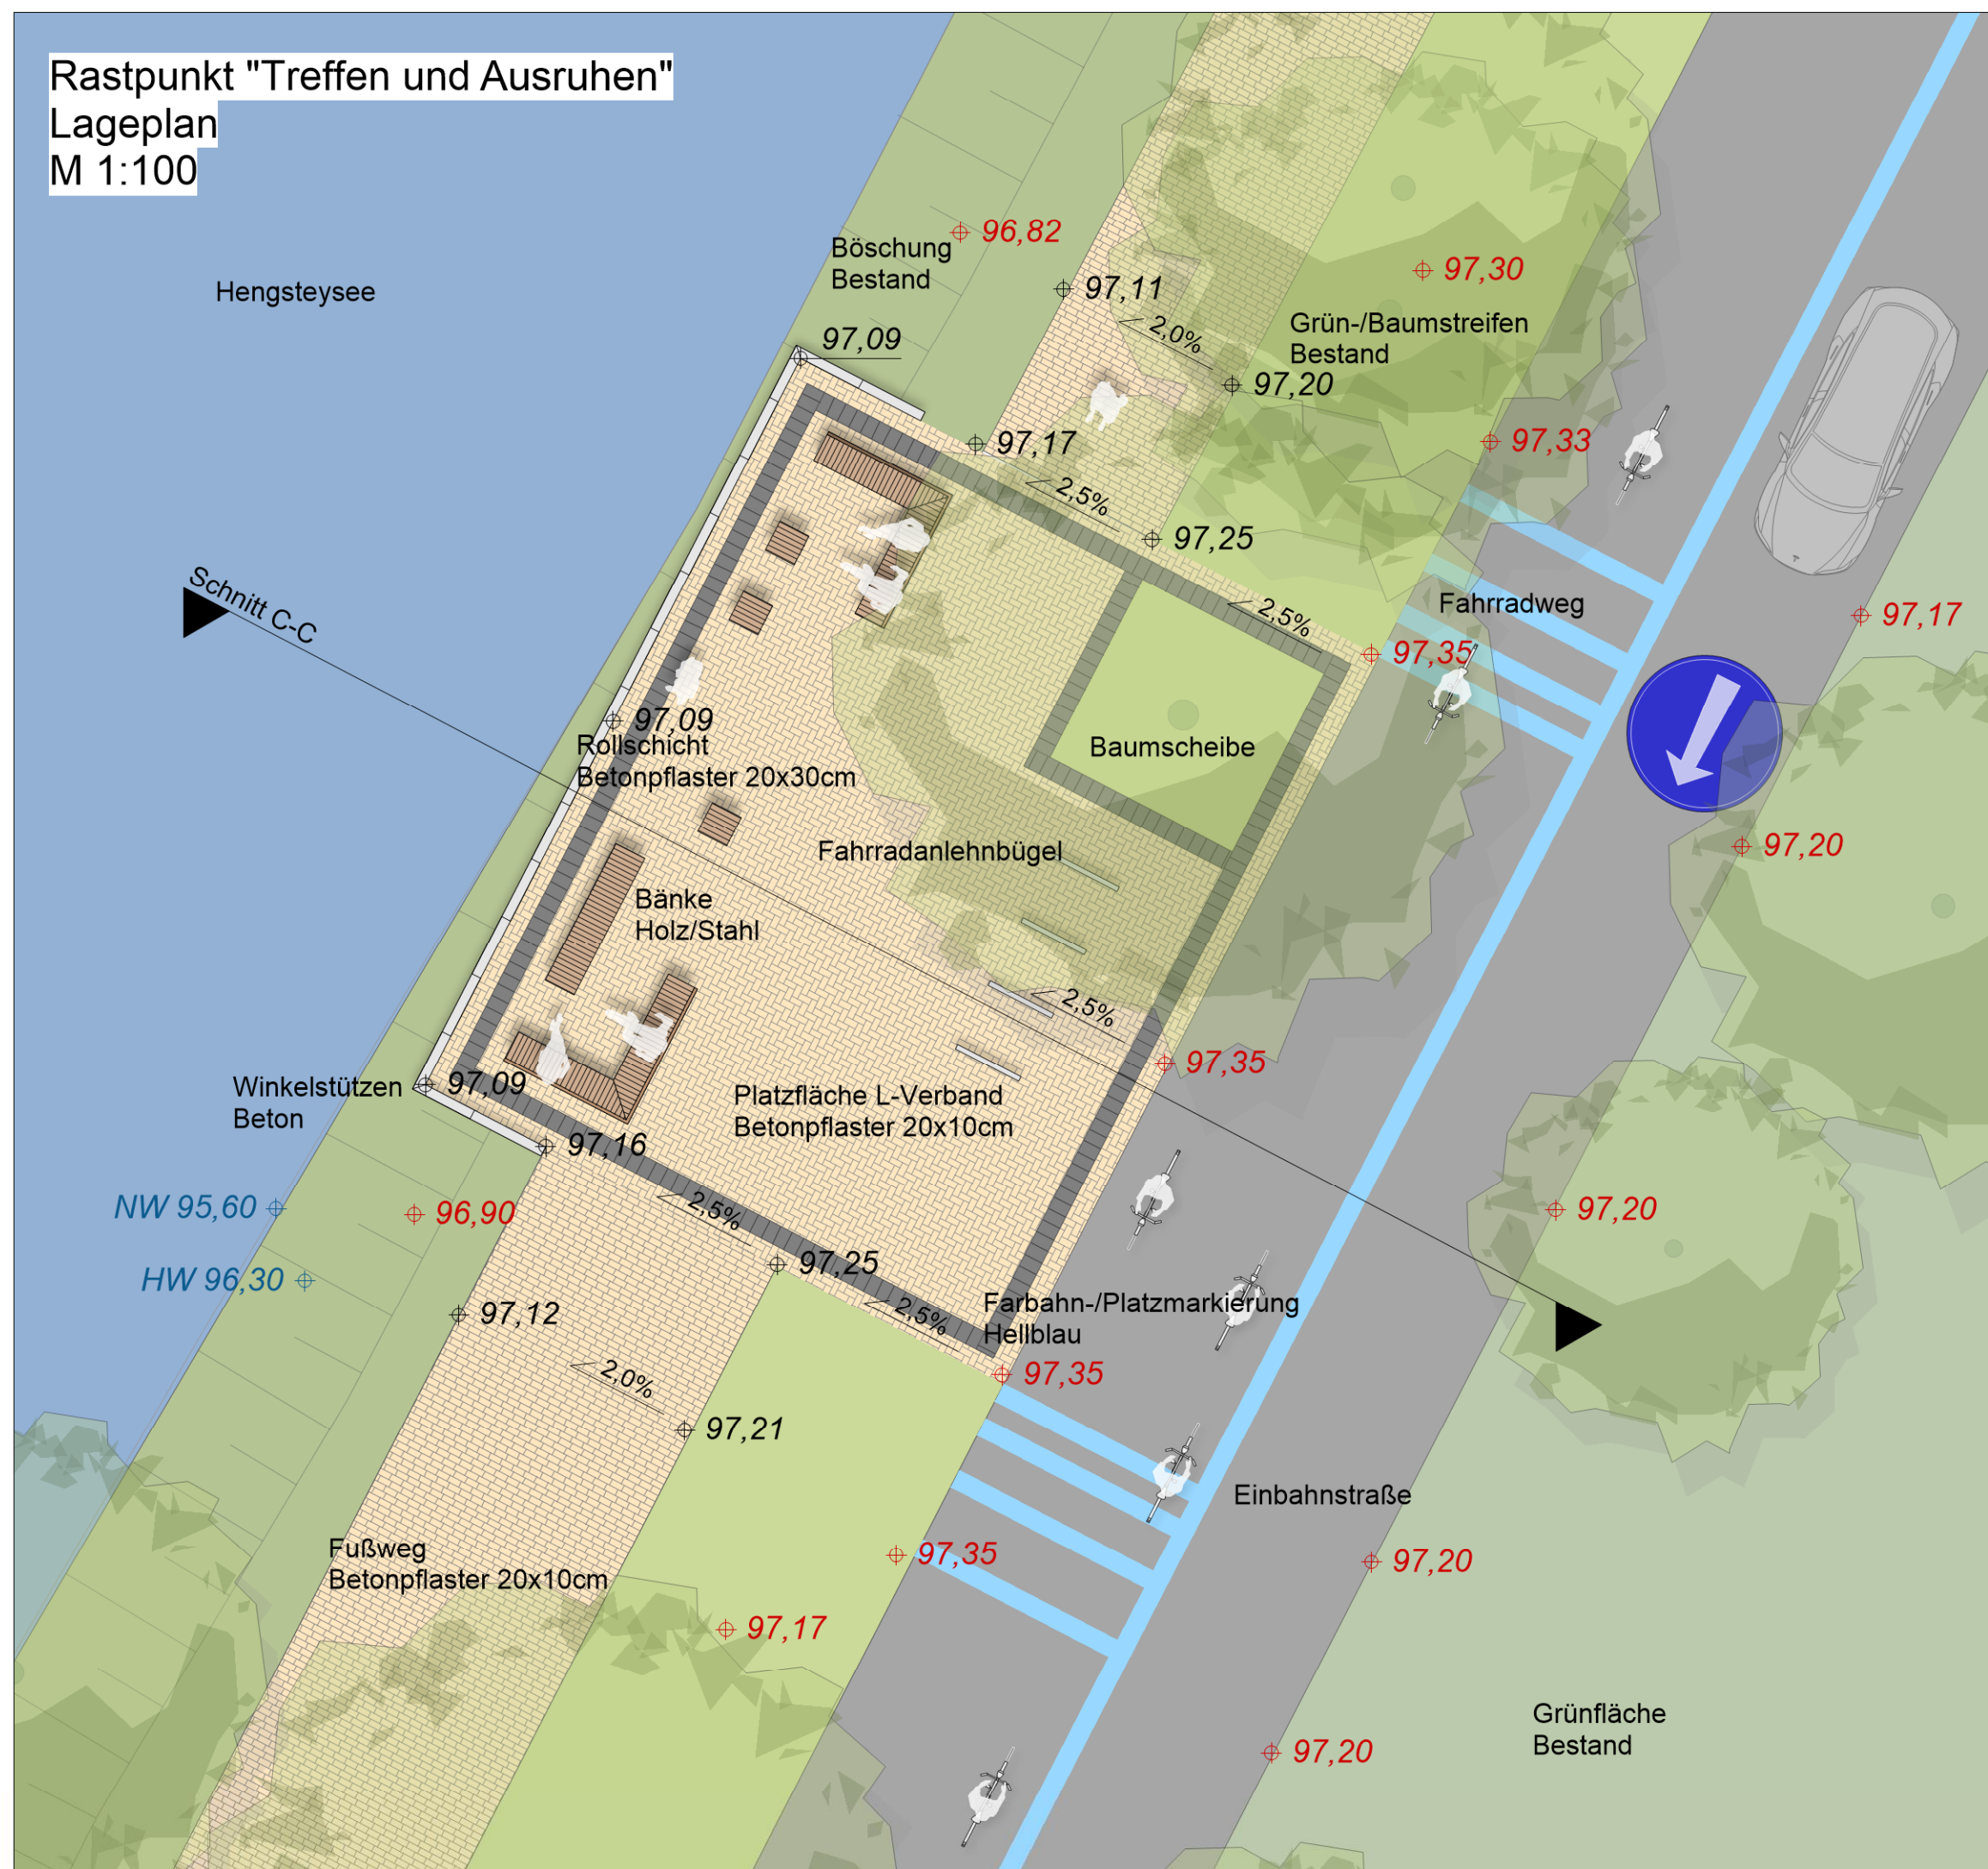 Rastpunkt "Treffen und Ausruhen"
Lageplan
M 1:100
96,82
Böschung
Bestand
Hengsteysee
97,30
97,11
Grün-/Baumstreifen
Bestand
2,0%
97,09
97,20
97,17
97,33
2,5%
97,25
Schnitt C-C
Fahrradweg
2,5%
97,17
97,35
97,09
Rollschicht
Betonpflaster 20x30cm
Baumscheibe
Fahrradanlehnbügel
97,20
Bänke
Holz/Stahl
2,5%
97,35
Winkelstützen
Beton
97,09
Platzfläche L-Verband
Betonpflaster 20x10cm
97,16
NW 95,60
96,90
2,5%
97,20
HW 96,30
97,25
97,12
2,5%
Farbahn-/Platzmarkierung
Hellblau
97,35
2,0%
97,21
Einbahnstraße
Fußweg
Betonpflaster 20x10cm
97,35
97,20
97,17
Grünfläche
Bestand
97,20